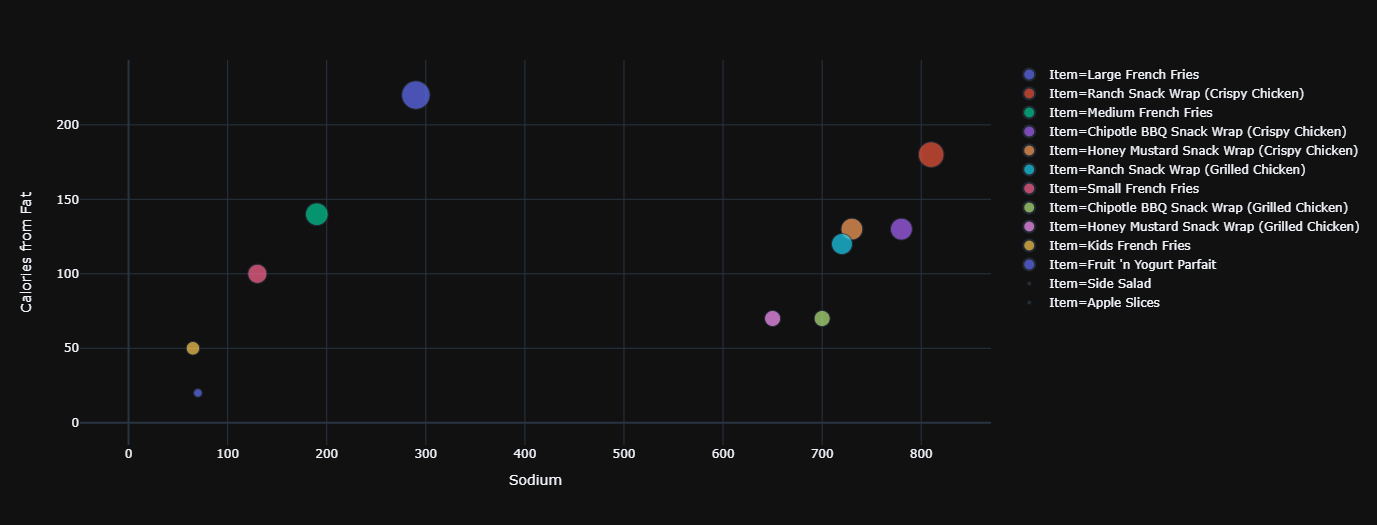 Calories from Fat
200
150
100
50
0
0 100 200 300 400 500 600 700 800
Sodium
Item=Large French Fries
Item=Ranch Snack Wrap (Crispy Chicken)
Item=Medium French Fries
Item=Chipotle BBQ Snack Wrap (Crispy Chicken)
Item=Honey Mustard Snack Wrap (Crispy Chicken)
Item=Ranch Snack Wrap (Grilled Chicken)
Item=Small French Fries
Item=Chipotle BBQ Snack Wrap (Grilled Chicken)
Item=Honey Mustard Snack Wrap (Grilled Chicken)
Item=Kids French Fries
Item=Fruit 'n Yogurt Parfait
Item=Side Salad
Item=Apple Slices